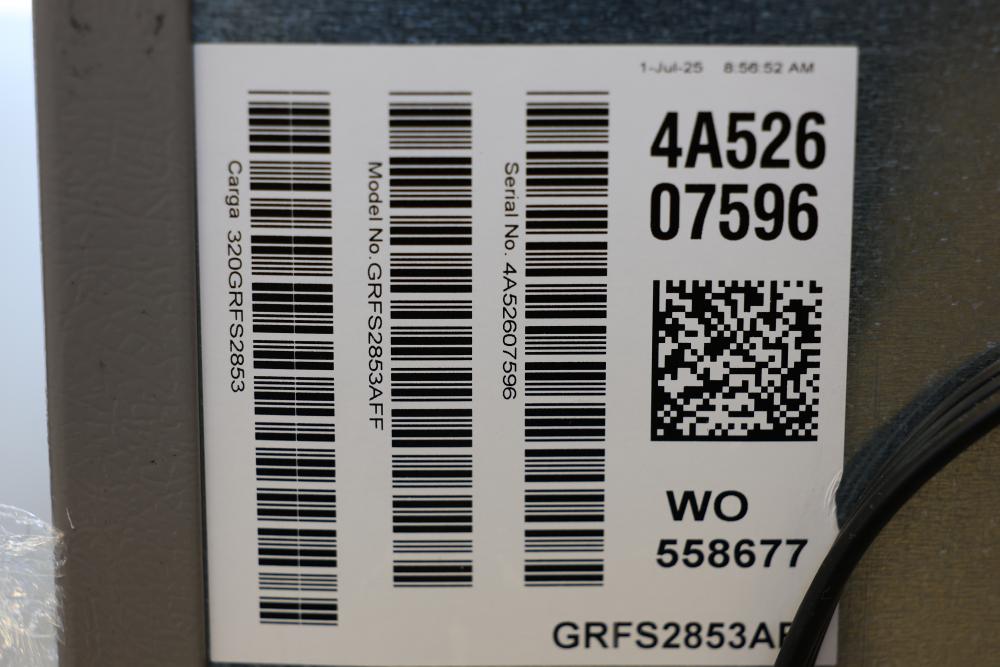 1-Jul-25 8:56:52 AM
4A526
07596
Carga 320GRFS2853
Model No. GRFS2853AFF
Serial No. 4A52607596
WO
558677
GRFS2853AF